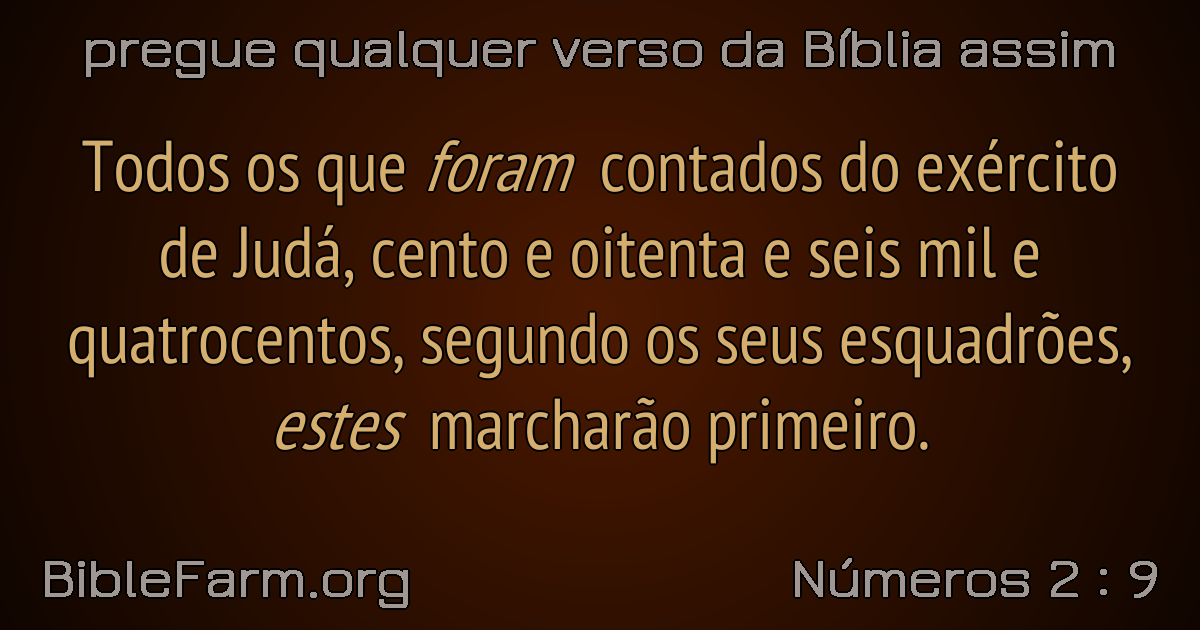 pregue qualquer verso da Bíblia assim
Todos os que foram contados do exército
de Judá, cento e oitenta e seis mil e
quatrocentos, segundo os seus esquadrões,
estes marcharão primeiro.
BibleFarm.org
Números 2 : 9